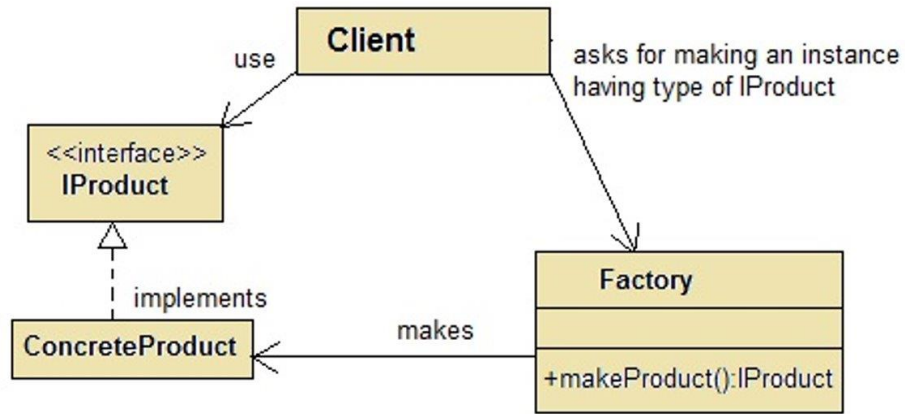 Client
use
asks for making an instance
having type of IProduct
<<interface>>
IProduct
Factory
implements
makes
ConcreteProduct
+makeProduct():IProduct